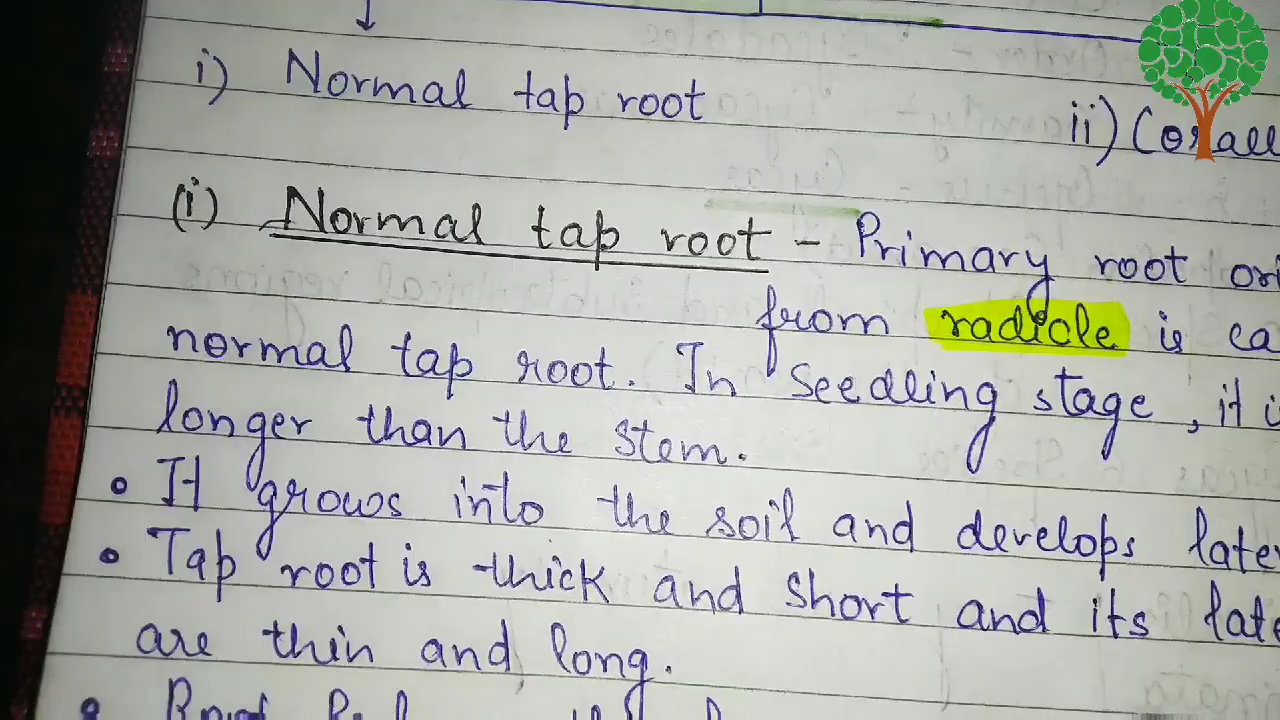 i) Normal tap root
ii)
(i) Normal tap root - Primary root
from radicle is
normal tap root. In seedling stage, it
longer than the stem.
• It grows into the soil and develops
• Tap root is thick and short and its
are thin and long.